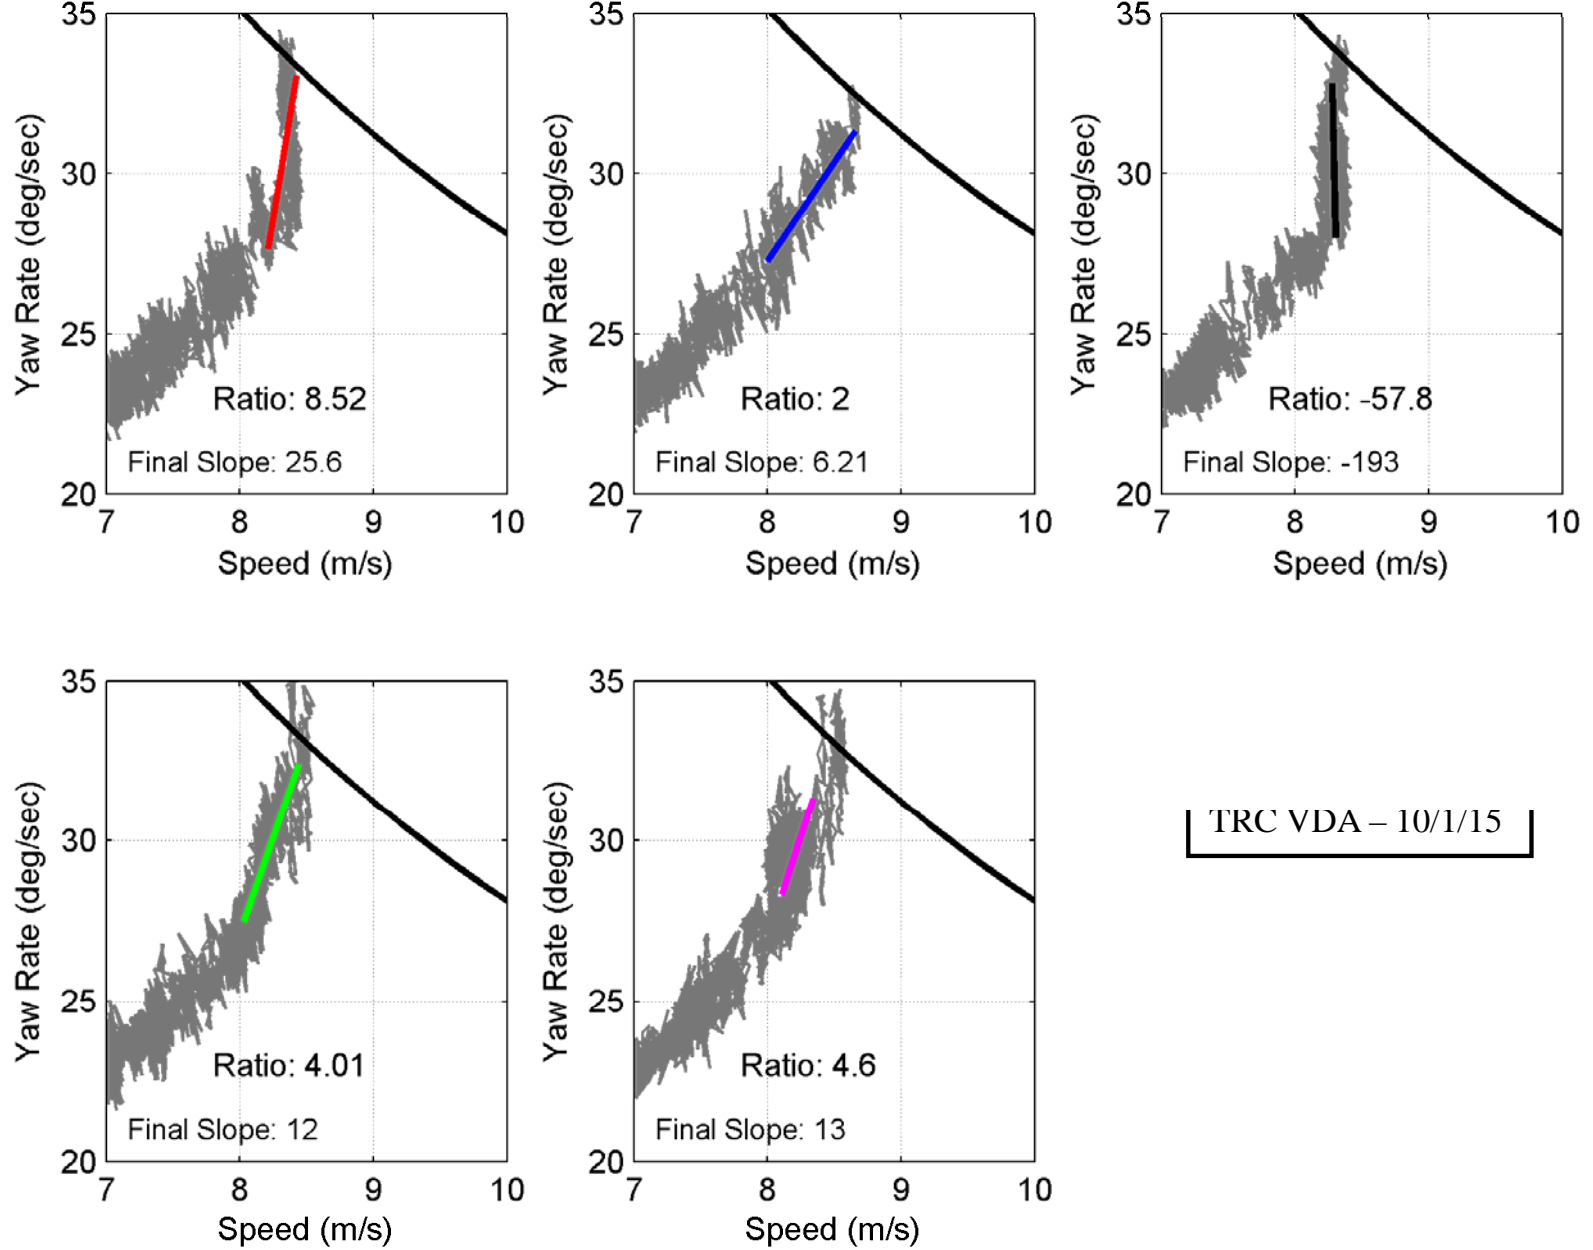 35
30
25
20
Yaw Rate (deg/sec)
Ratio: 8.52
Final Slope: 25.6
7 8 9 10
Speed (m/s)
35
30
25
20
Yaw Rate (deg/sec)
Ratio: 2
Final Slope: 6.21
7 8 9 10
Speed (m/s)
35
30
25
20
Yaw Rate (deg/sec)
Ratio: -57.8
Final Slope: -193
7 8 9 10
Speed (m/s)
35
30
25
20
Yaw Rate (deg/sec)
Ratio: 4.01
Final Slope: 12
7 8 9 10
Speed (m/s)
35
30
25
20
Yaw Rate (deg/sec)
Ratio: 4.6
Final Slope: 13
7 8 9 10
Speed (m/s)
TRC VDA – 10/1/15